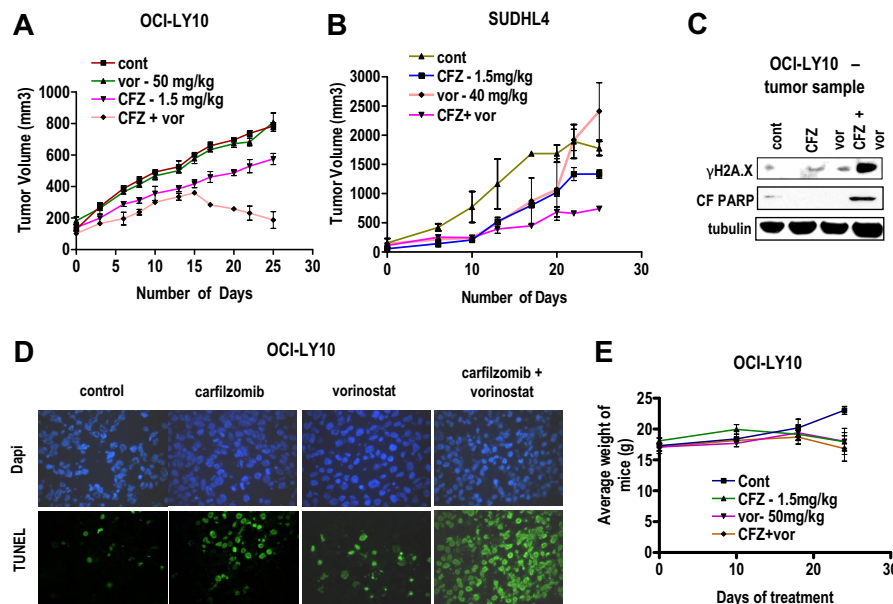 A
OCI-LY10
cont
vor - 50 mg/kg
CFZ - 1.5 mg/kg
CFZ + vor
Tumor Volume (mm3)
1000
800
600
400
200
0
0 5 10 15 20 25 30
Number of Days
B
SUDHL4
cont
CFZ - 1.5mg/kg
vor - 40 mg/kg
CFZ+ vor
Tumor Volume (mm3)
3000
2500
2000
1500
1000
500
0
0 10 20 30
Number of Days
C
OCI-LY10 –
tumor sample
cont
CFZ
vor
CFZ +
vor
γH2A.X
CF PARP
tubulin
D
OCI-LY10
control
carfilzomib
vorinostat
carfilzomib +
vorinostat
Dapi
TUNEL
E
OCI-LY10
Average weight of
mice (g)
25
20
15
10
5
0
Cont
CFZ - 1.5mg/kg
vor- 50mg/kg
CFZ+vor
0 10 20 30
Days of treatment